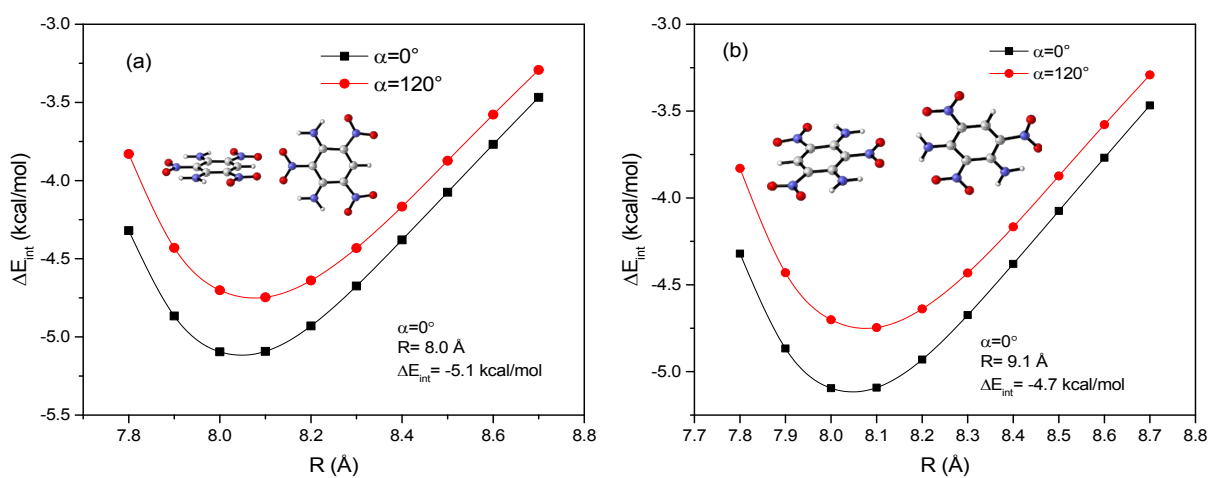 (a)
α=0°
α=120°
-3.0
-3.5
-4.0
-4.5
-5.0
-5.5
ΔE_int (kcal/mol)
α=0°
R= 8.0 Å
ΔE_int= -5.1 kcal/mol
7.8 8.0 8.2 8.4 8.6 8.8
R (Å)
(b)
α=0°
α=120°
-3.0
-3.5
-4.0
-4.5
-5.0
ΔE_int (kcal/mol)
α=0°
R= 9.1 Å
ΔE_int= -4.7 kcal/mol
7.7 7.8 7.9 8.0 8.1 8.2 8.3 8.4 8.5 8.6 8.7 8.8
R (Å)